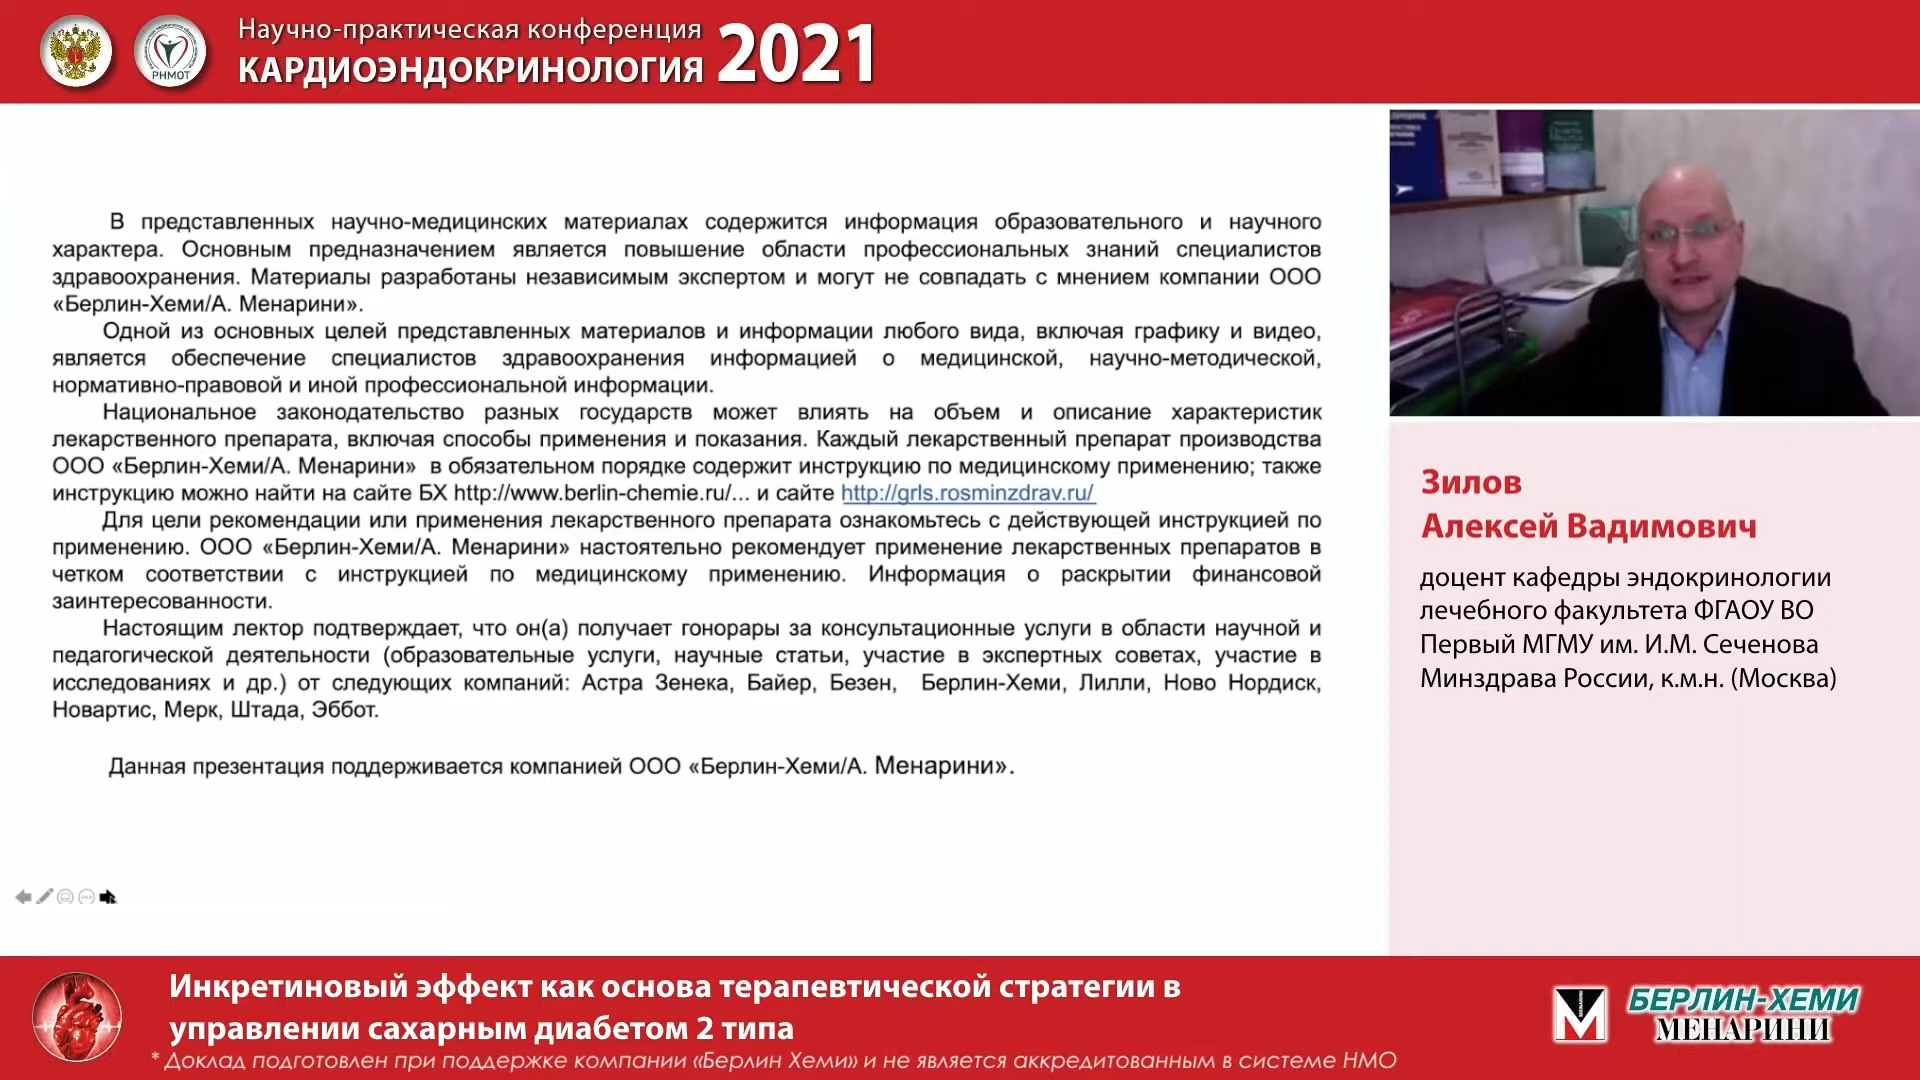 Научно-практическая конференция
КАРДИОЭНДОКРИНОЛОГИЯ 2021
РНМОТ
В представленных научно-медицинских материалах содержится информация образовательного и научного
характера. Основным предназначением является повышение области профессиональных знаний специалистов
здравоохранения. Материалы разработаны независимым экспертом и могут не совпадать с мнением компании ООО
«Берлин-Хеми/А. Менарини».
Одной из основных целей представленных материалов и информации любого вида, включая графику и видео,
является обеспечение специалистов здравоохранения информацией о медицинской, научно-методической,
нормативно-правовой и иной профессиональной информации.
Национальное законодательство разных государств может влиять на объем и описание характеристик
лекарственного препарата, включая способы применения и показания. Каждый лекарственный препарат производства
ООО «Берлин-Хеми/А. Менарини» в обязательном порядке содержит инструкцию по медицинскому применению; также
инструкцию можно найти на сайте БХ http://www.berlin-chemie.ru/... и сайте http://grls.rosminzdrav.ru/
Для цели рекомендации или применения лекарственного препарата ознакомьтесь с действующей инструкцией по
применению. ООО «Берлин-Хеми/А. Менарини» настоятельно рекомендует применение лекарственных препаратов в
четком соответствии с инструкцией по медицинскому применению. Информация о раскрытии финансовой
заинтересованности.
Настоящим лектор подтверждает, что он(а) получает гонорары за консультационные услуги в области научной и
педагогической деятельности (образовательные услуги, научные статьи, участие в экспертных советах, участие в
исследованиях и др.) от следующих компаний: Астра Зенека, Байер, Безен, Берлин-Хеми, Лилли, Ново Нордиск,
Новартис, Мерк, Штада, Эббот.
Данная презентация поддерживается компанией ООО «Берлин-Хеми/А. Менарини».
Зилов
Алексей Вадимович
доцент кафедры эндокринологии
лечебного факультета ФГАОУ ВО
Первый МГМУ им. И.М. Сеченова
Минздрава России, к.м.н. (Москва)
Инкретиновый эффект как основа терапевтической стратегии в
управлении сахарным диабетом 2 типа
* Доклад подготовлен при поддержке компании «Берлин Хеми» и не является аккредитованным в системе НМО
БЕРЛИН-ХЕМИ
МЕНАРИНИ